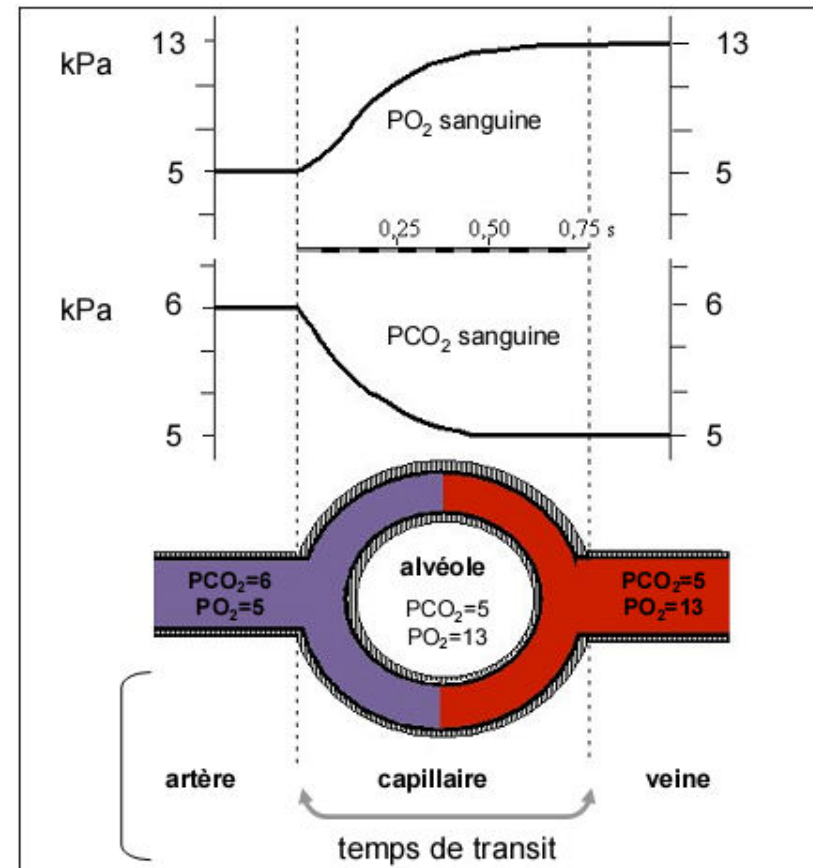 13
13
kPa
PO₂ sanguine
5
5
0,25 0,50 0,75 s
kPa
6
6
PCO₂ sanguine
5
5
alvéole
PCO₂=6
PO₂=5
PCO₂=5
PO₂=13
PCO₂=5
PO₂=13
artère capillaire veine
temps de transit